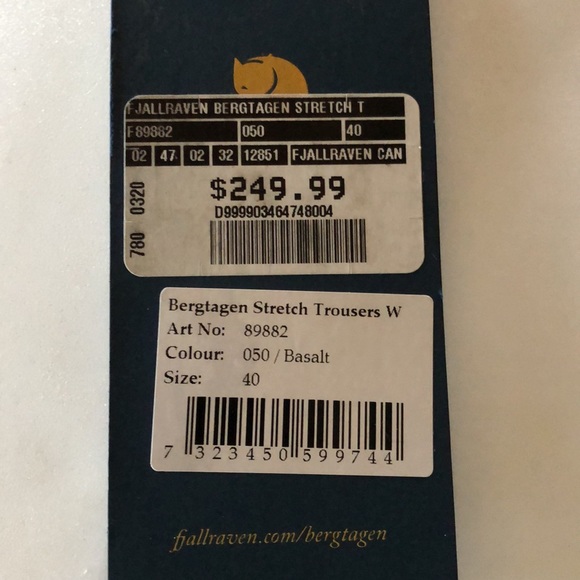 FJALLRAVEN BERGTAGEN STRETCH T
F89882 050 40
02 47 02 32 12851 FJALLRAVEN CAN
$249.99
D999903464748004
780 0320
Bergtagen Stretch Trousers W
Art No: 89882
Colour: 050 / Basalt
Size: 40
7 323450 599744
fjallraven.com/bergtagen